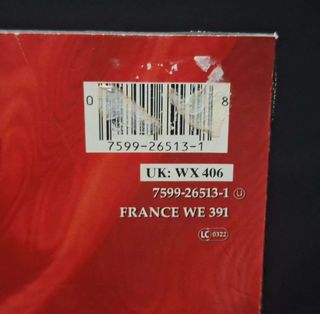 0 8
7599-26513-1
UK: WX 406
7599-26513-1 Ⓤ
FRANCE WE 391
LC 0322